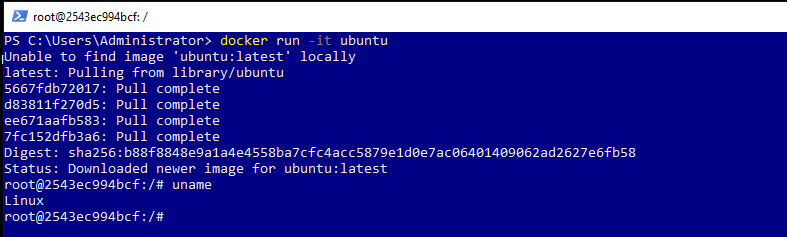 root@2543ec994bcf: /
PS C:\Users\Administrator> docker run -it ubuntu
Unable to find image 'ubuntu:latest' locally
latest: Pulling from library/ubuntu
5667fdb72017: Pull complete
d83811f270d5: Pull complete
ee671aafb583: Pull complete
7fc152dfb3a6: Pull complete
Digest: sha256:b88f8848e9a1a4e4558ba7cfc4acc5879e1d0e7ac06401409062ad2627e6fb58
Status: Downloaded newer image for ubuntu:latest
root@2543ec994bcf:/# uname
Linux
root@2543ec994bcf:/#